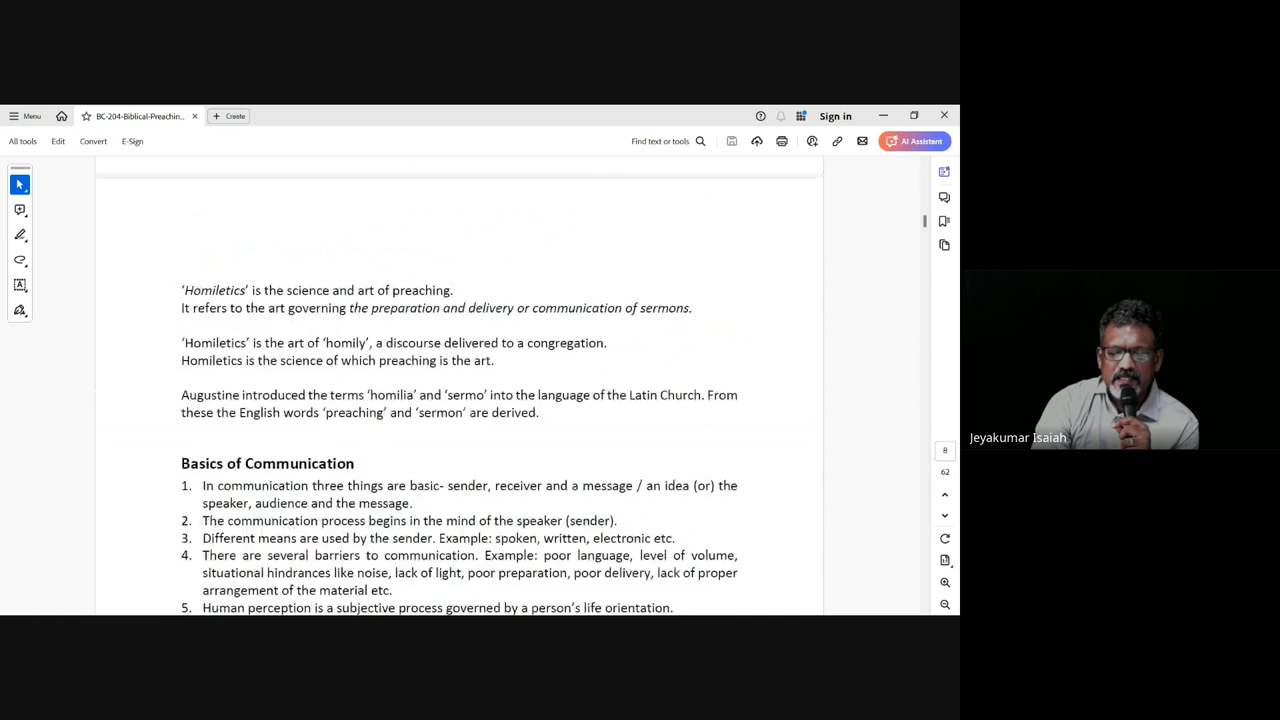 Menu
BC-204-Biblical-Preachin...
Create
Sign in
All tools
Edit
Convert
E-Sign
Find text or tools
AI Assistant
‘Homiletics’ is the science and art of preaching.
It refers to the art governing the preparation and delivery or communication of sermons.
‘Homiletics’ is the art of ‘homily’, a discourse delivered to a congregation.
Homiletics is the science of which preaching is the art.
Augustine introduced the terms ‘homilia’ and ‘sermo’ into the language of the Latin Church. From
these the English words ‘preaching’ and ‘sermon’ are derived.
Basics of Communication
1. In communication three things are basic- sender, receiver and a message / an idea (or) the
speaker, audience and the message.
2. The communication process begins in the mind of the speaker (sender).
3. Different means are used by the sender. Example: spoken, written, electronic etc.
4. There are several barriers to communication. Example: poor language, level of volume,
situational hindrances like noise, lack of light, poor preparation, poor delivery, lack of proper
arrangement of the material etc.
5. Human perception is a subjective process governed by a person’s life orientation.
8
62
Jeyakumar Isaiah